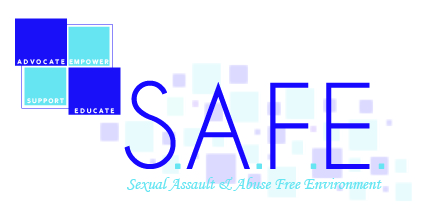 ADVOCATE
EMPOWER
SUPPORT
EDUCATE
S.A.F.E.
Sexual Assault & Abuse Free Environment